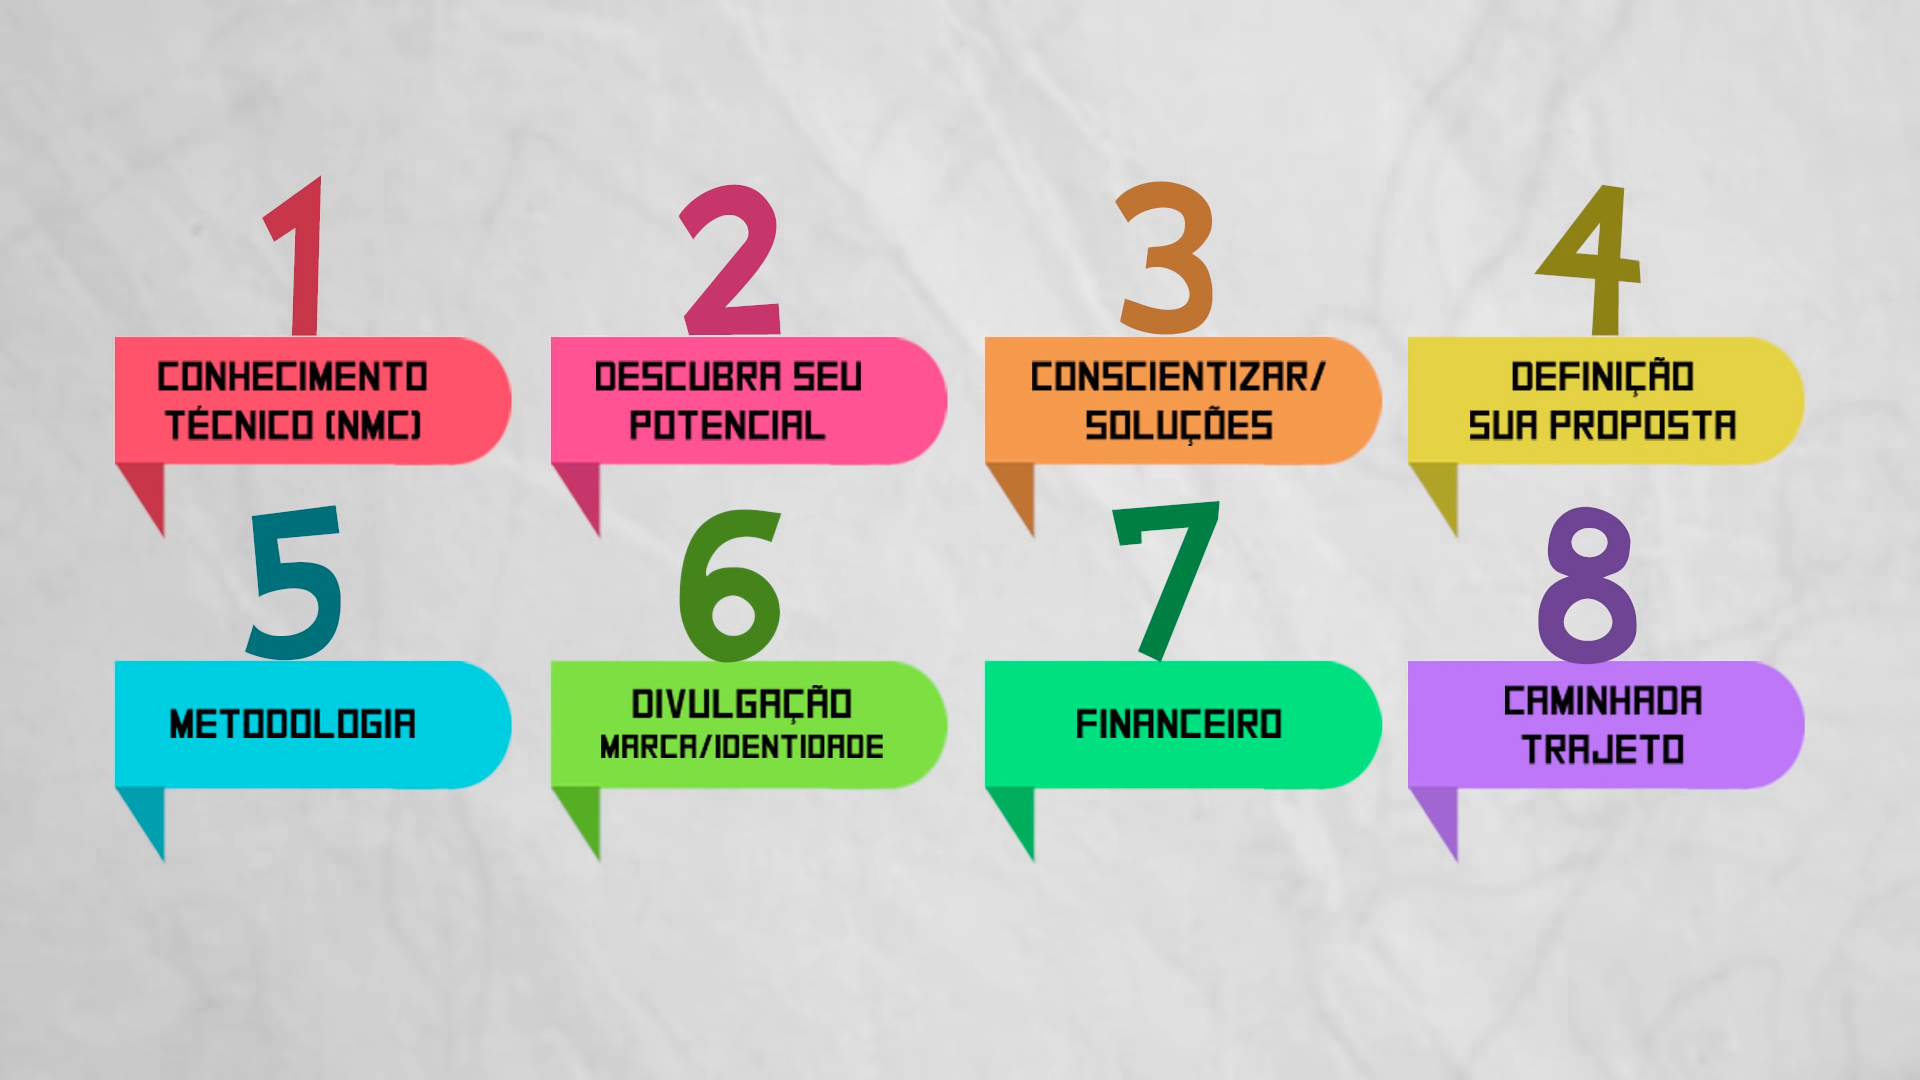 1
CONHECIMENTO
TÉCNICO (NMC)
2
DESCUBRA SEU
POTENCIAL
3
CONSCIENTIZAR/
SOLUÇÕES
4
DEFINIÇÃO
SUA PROPOSTA
5
METODOLOGIA
6
DIVULGAÇÃO
MARCA/IDENTIDADE
7
FINANCEIRO
8
CAMINHADA
TRAJETO